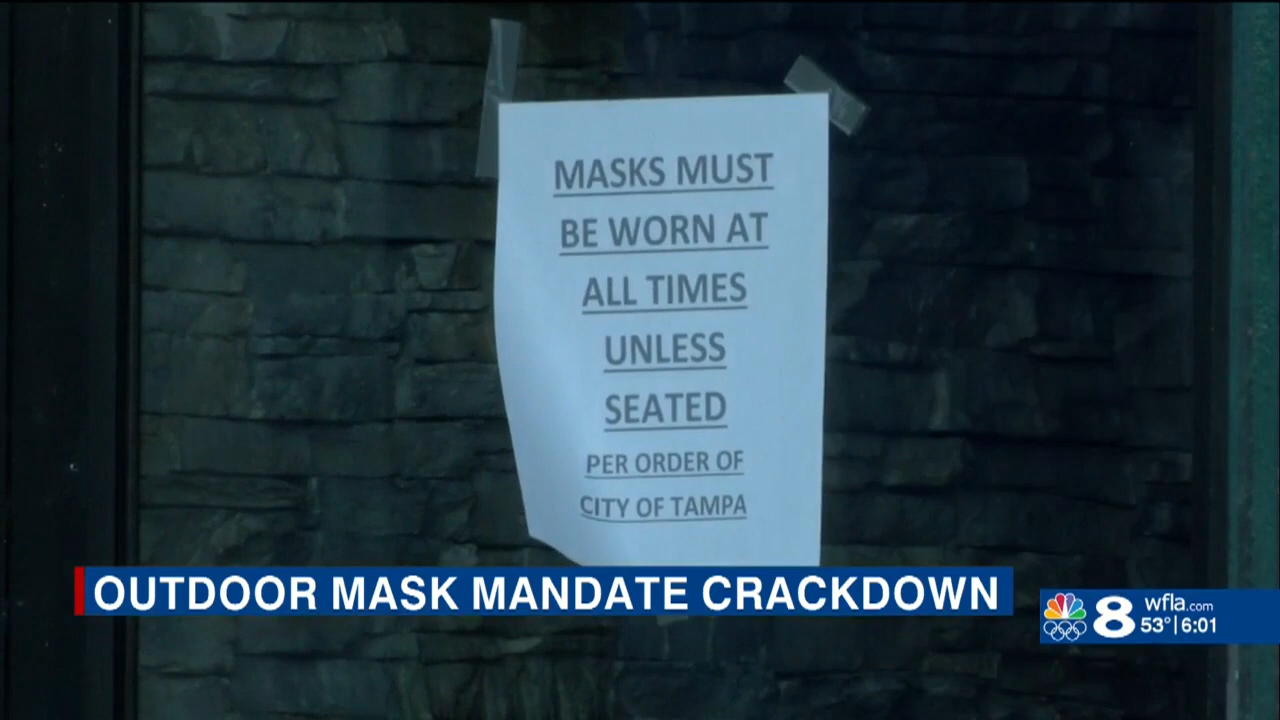 MASKS MUST
BE WORN AT
ALL TIMES
UNLESS
SEATED
PER ORDER OF
CITY OF TAMPA
OUTDOOR MASK MANDATE CRACKDOWN
8
wfla.com
53° | 6:01